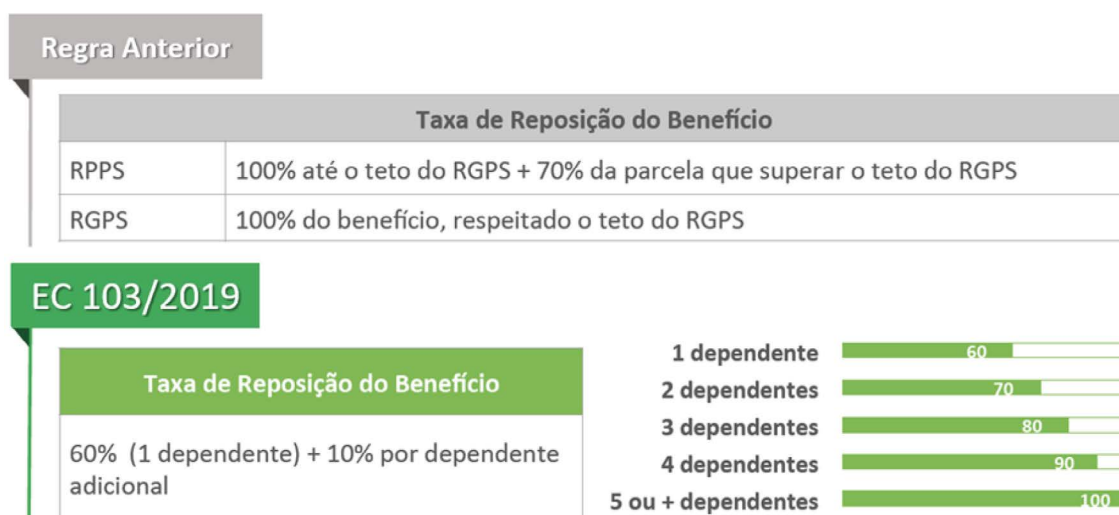 Regra Anterior
Taxa de Reposição do Benefício
RPPS 100% até o teto do RGPS + 70% da parcela que superar o teto do RGPS
RGPS 100% do benefício, respeitado o teto do RGPS
EC 103/2019
Taxa de Reposição do Benefício
60% (1 dependente) + 10% por dependente
adicional
1 dependente 60
2 dependentes 70
3 dependentes 80
4 dependentes 90
5 ou + dependentes 100